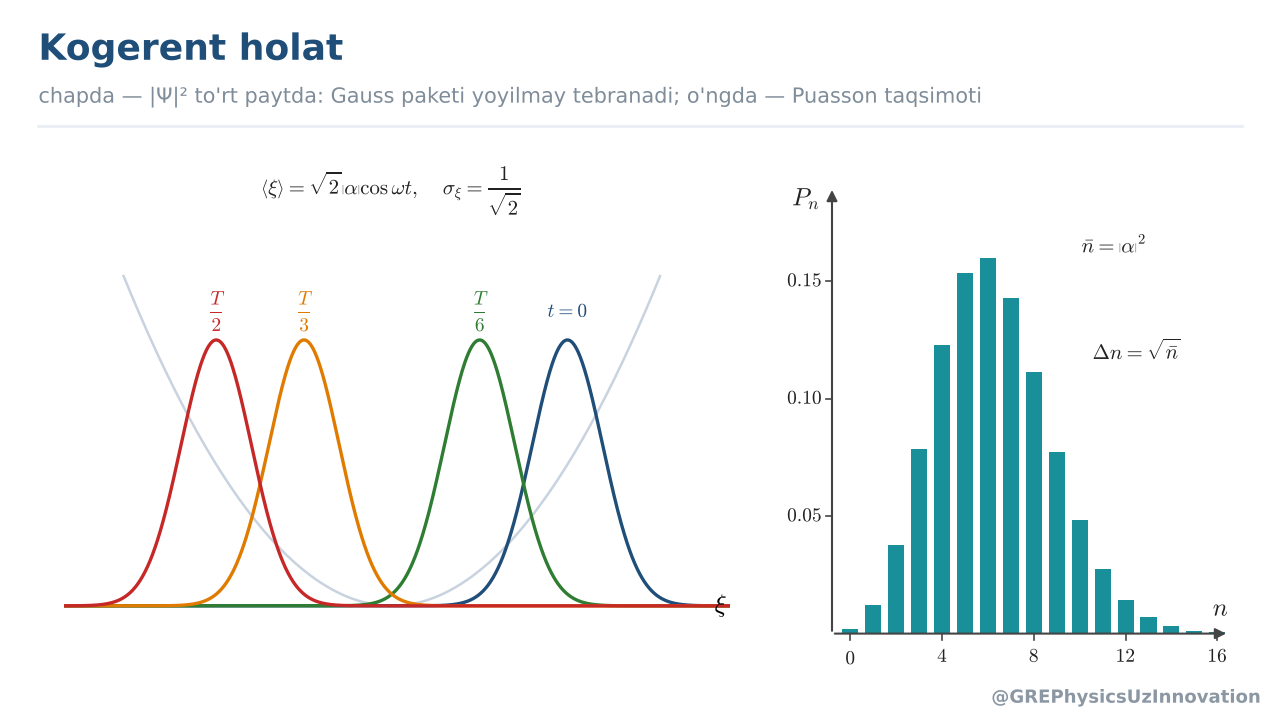 Kogerent holat
chapda — |Ψ|² to'rt paytda: Gauss paketi yoyilmay tebranadi; o'ngda — Puasson taqsimoti
⟨ξ⟩ = √2|α|cos ωt, σ_ξ = 1/√2
T/2
T/3
T/6
t = 0
ξ
P_n
n̄ = |α|²
Δn = √n̄
0.15
0.10
0.05
n
0 4 8 12 16
@GREPhysicsUzInnovation